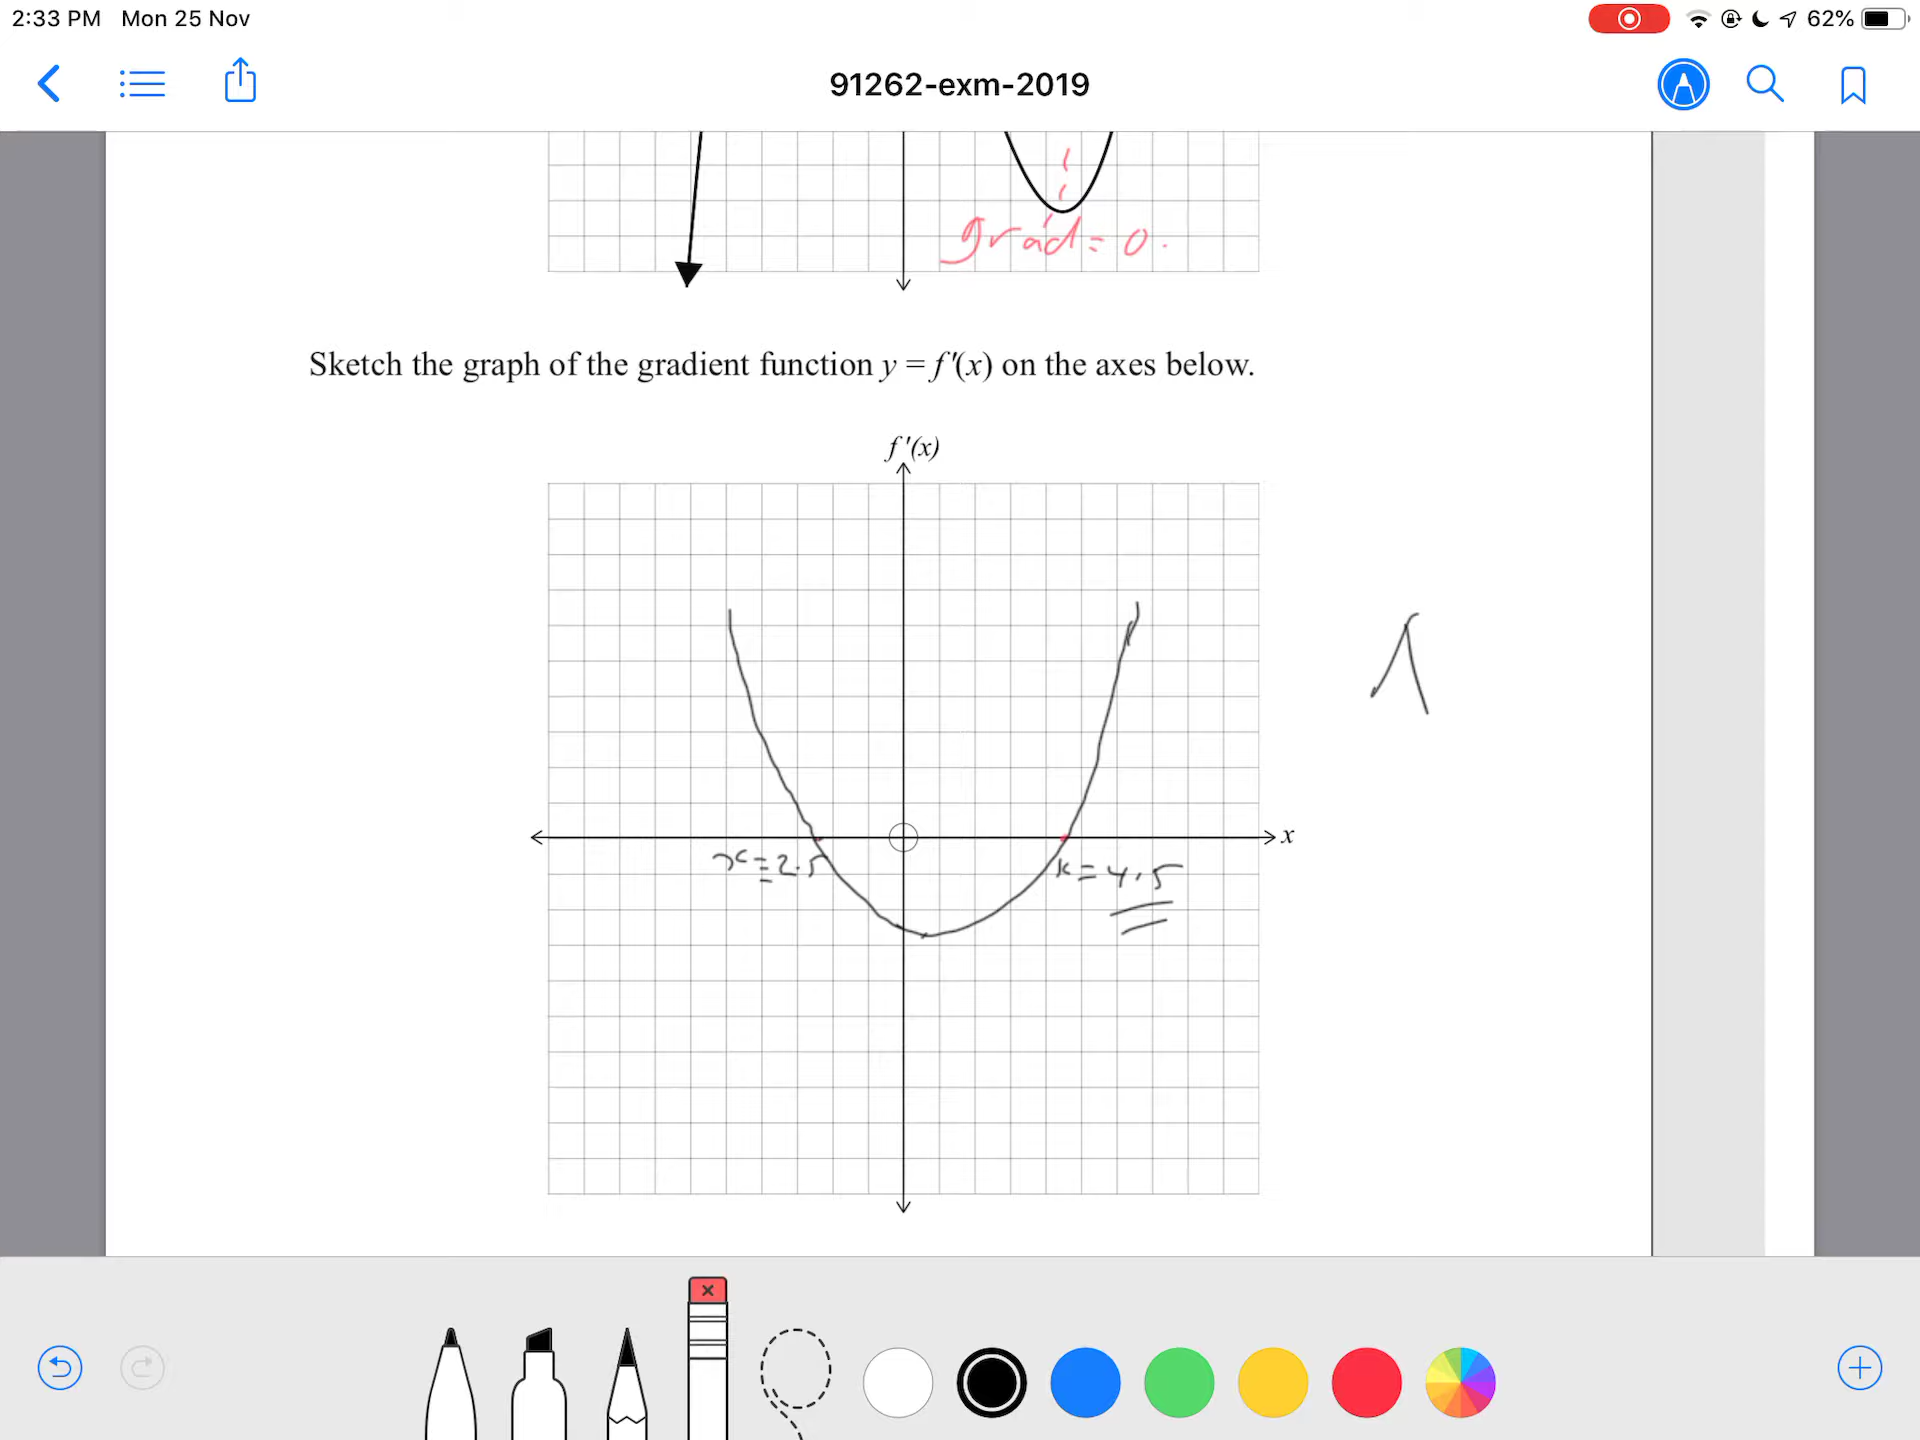 2:33 PM Mon 25 Nov
62%
91262-exm-2019
grad = 0.
Sketch the graph of the gradient function y = f'(x) on the axes below.
f'(x)
x
x = 2.5
x = 4.5